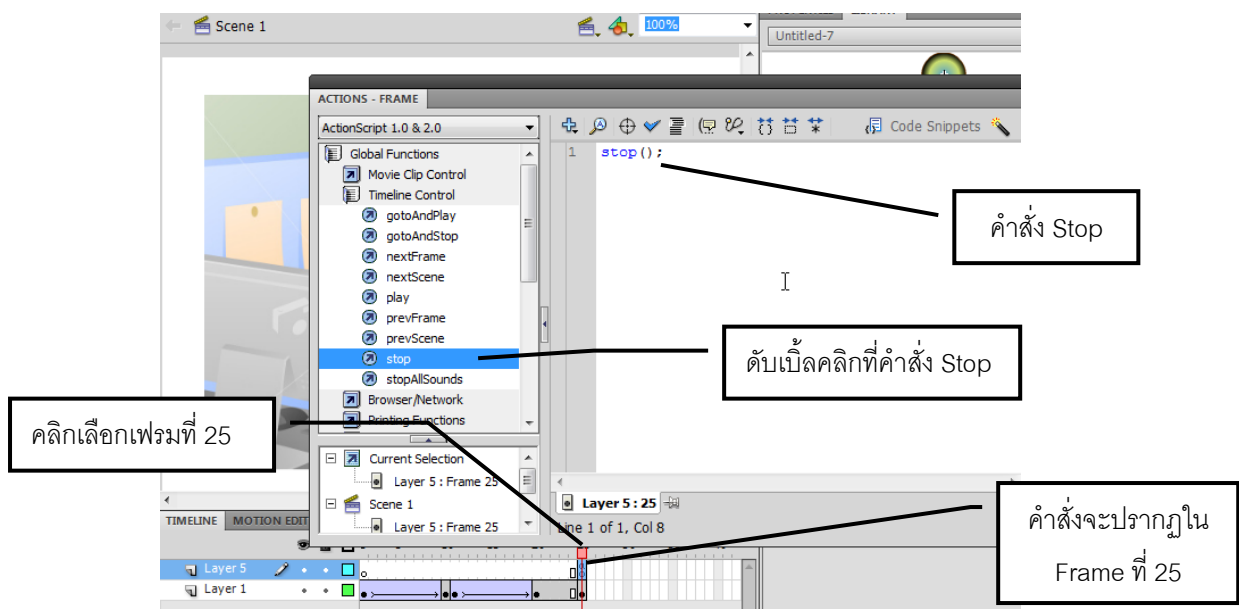 Scene 1
100%
Untitled-7
ACTIONS - FRAME
ActionScript 1.0 & 2.0
Code Snippets
Global Functions
Movie Clip Control
Timeline Control
gotoAndPlay
gotoAndStop
nextFrame
nextScene
play
prevFrame
prevScene
stop
stopAllSounds
Browser/Network
Printing Functions
1 stop();
คำสั่ง Stop
ดับเบิ้ลคลิกที่คำสั่ง Stop
คลิกเลือกเฟรมที่ 25
Current Selection
Layer 5 : Frame 25
Scene 1
Layer 5 : Frame 25
Layer 5 : 25
Line 1 of 1, Col 8
คำสั่งจะปรากฏใน
Frame ที่ 25
TIMELINE
MOTION EDIT
Layer 5
Layer 1